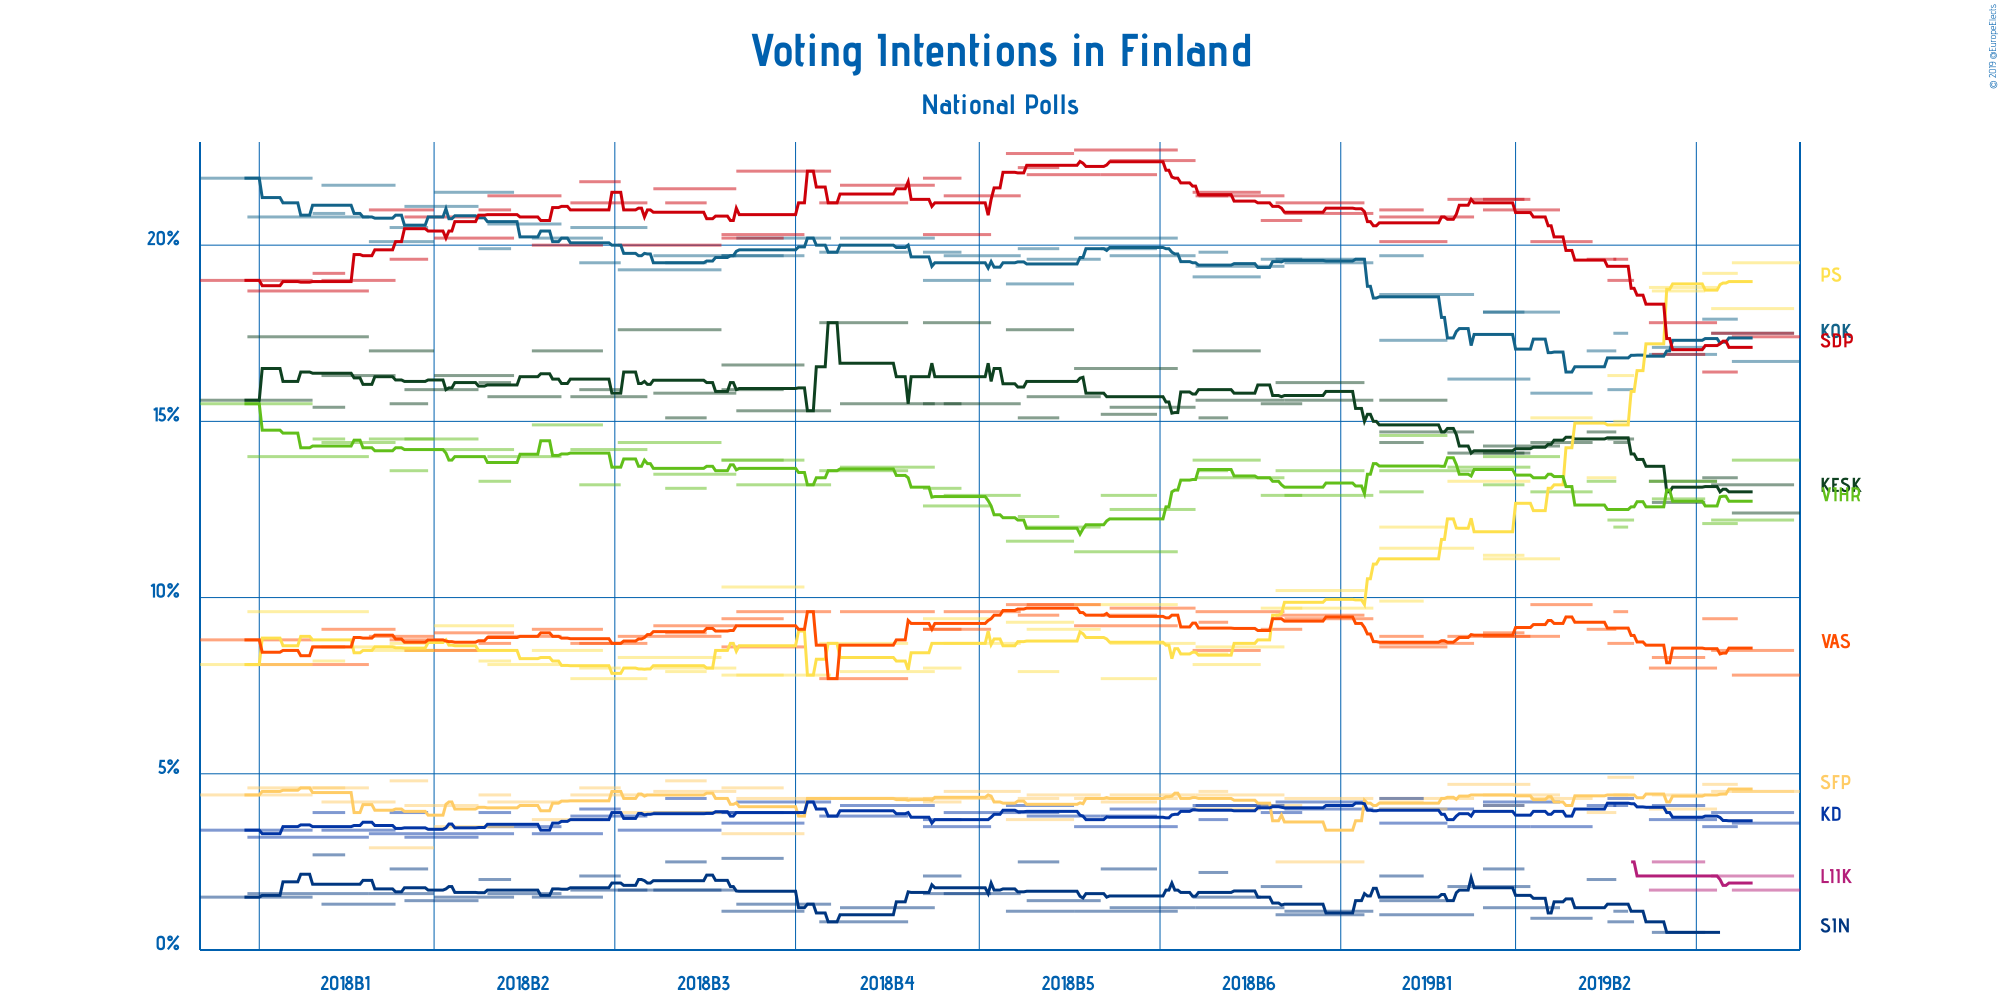 Voting Intentions in Finland
© 2019 @EuropeElects
National Polls
20%
PS
KOK
SDP
15%
KESK
VIHR
10%
VAS
5%
SFP
KD
LIIK
SIN
0%
2018B1 2018B2 2018B3 2018B4 2018B5 2018B6 2019B1 2019B2